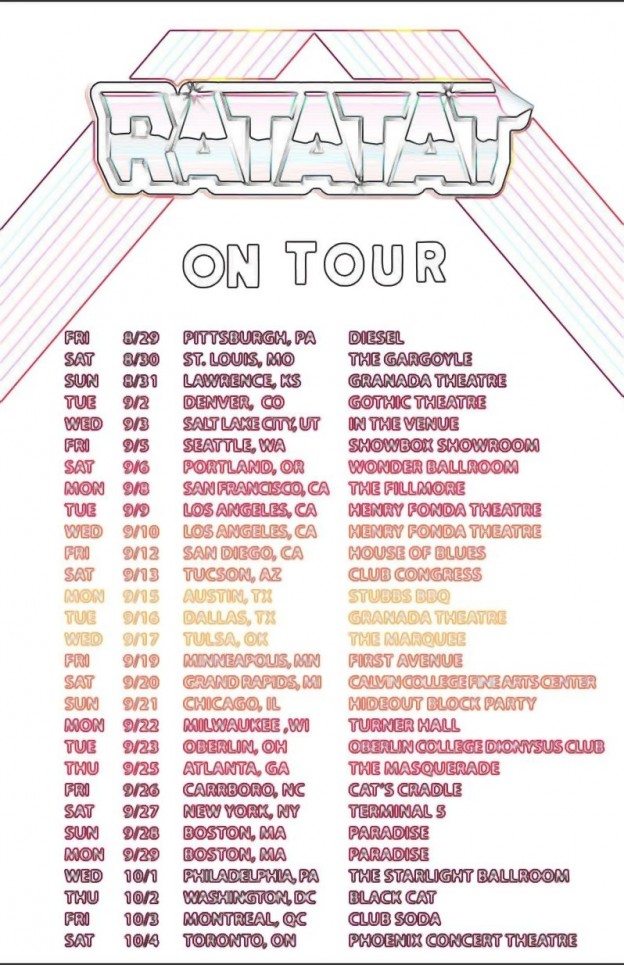 RATATAT
ON TOUR
FRI 8/29 PITTSBURGH, PA DIESEL
SAT 8/30 ST. LOUIS, MO THE GARGOYLE
SUN 8/31 LAWRENCE, KS GRANADA THEATRE
TUE 9/2 DENVER, CO GOTHIC THEATRE
WED 9/3 SALT LAKE CITY, UT IN THE VENUE
FRI 9/5 SEATTLE, WA SHOWBOX SHOWROOM
SAT 9/6 PORTLAND, OR WONDER BALLROOM
MON 9/8 SAN FRANCISCO, CA THE FILLMORE
TUE 9/9 LOS ANGELES, CA HENRY FONDA THEATRE
WED 9/10 LOS ANGELES, CA HENRY FONDA THEATRE
FRI 9/12 SAN DIEGO, CA HOUSE OF BLUES
SAT 9/13 TUCSON, AZ CLUB CONGRESS
MON 9/15 AUSTIN, TX STUBBS BBQ
TUE 9/16 DALLAS, TX GRANADA THEATRE
WED 9/17 TULSA, OK THE MARQUEE
FRI 9/19 MINNEAPOLIS, MN FIRST AVENUE
SAT 9/20 GRAND RAPIDS, MI CALVIN COLLEGE FINE ARTS CENTER
SUN 9/21 CHICAGO, IL HIDEOUT BLOCK PARTY
MON 9/22 MILWAUKEE ,WI TURNER HALL
TUE 9/23 OBERLIN, OH OBERLIN COLLEGE DIONYSUS CLUB
THU 9/25 ATLANTA, GA THE MASQUERADE
FRI 9/26 CARRBORO, NC CAT'S CRADLE
SAT 9/27 NEW YORK, NY TERMINAL 5
SUN 9/28 BOSTON, MA PARADISE
MON 9/29 BOSTON, MA PARADISE
WED 10/1 PHILADELPHIA, PA THE STARLIGHT BALLROOM
THU 10/2 WASHINGTON, DC BLACK CAT
FRI 10/3 MONTREAL, QC CLUB SODA
SAT 10/4 TORONTO, ON PHOENIX CONCERT THEATRE